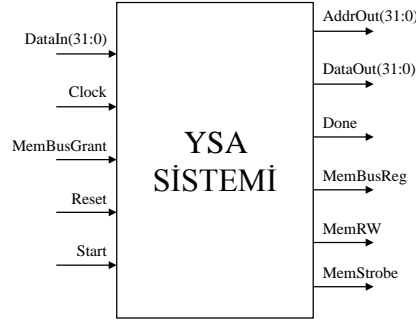 AddrOut(31:0)
DataIn(31:0)
DataOut(31:0)
Clock
Done
YSA
SİSTEMİ
MemBusGrant
MemBusReg
Reset
MemRW
Start
MemStrobe